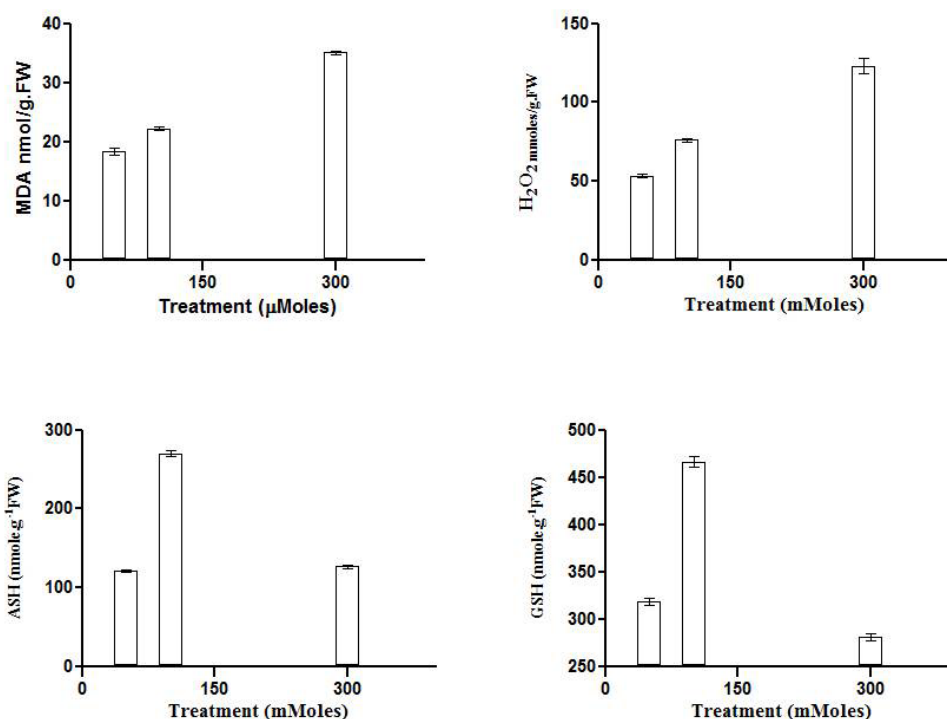 MDA nmol/g.FW
40
30
20
10
0
0 150 300
Treatment (μMoles)
H₂O₂ mmoles/g.FW
150
100
50
0
0 150 300
Treatment (mMoles)
ASH (nmole.g⁻¹FW)
300
200
100
0
0 150 300
Treatment (mMoles)
GSH (nmole.g⁻¹FW)
500
450
400
350
300
250
0 150 300
Treatment (mMoles)